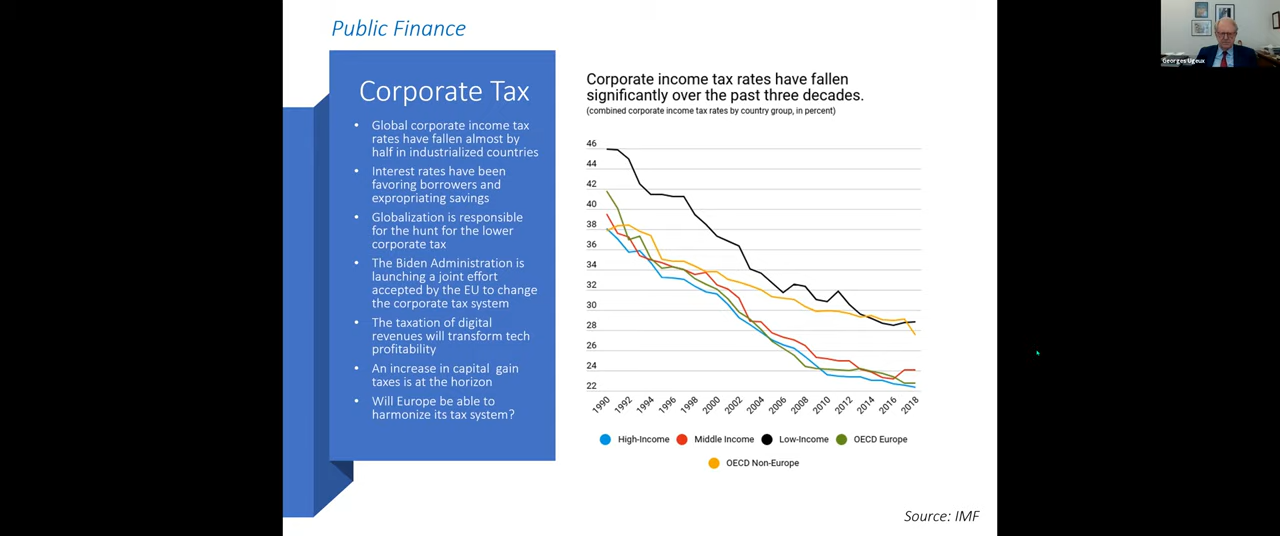 Public Finance
Georges Ugeux
Corporate Tax
• Global corporate income tax
rates have fallen almost by
half in industrialized countries
• Interest rates have been
favoring borrowers and
expropriating savings
• Globalization is responsible
for the hunt for the lower
corporate tax
• The Biden Administration is
launching a joint effort
accepted by the EU to change
the corporate tax system
• The taxation of digital
revenues will transform tech
profitability
• An increase in capital gain
taxes is at the horizon
• Will Europe be able to
harmonize its tax system?
Corporate income tax rates have fallen
significantly over the past three decades.
(combined corporate income tax rates by country group, in percent)
46
44
42
40
38
36
34
32
30
28
26
24
22
1990 1992 1994 1996 1998 2000 2002 2004 2006 2008 2010 2012 2014 2016 2018
High-Income Middle Income Low-Income OECD Europe
OECD Non-Europe
Source: IMF